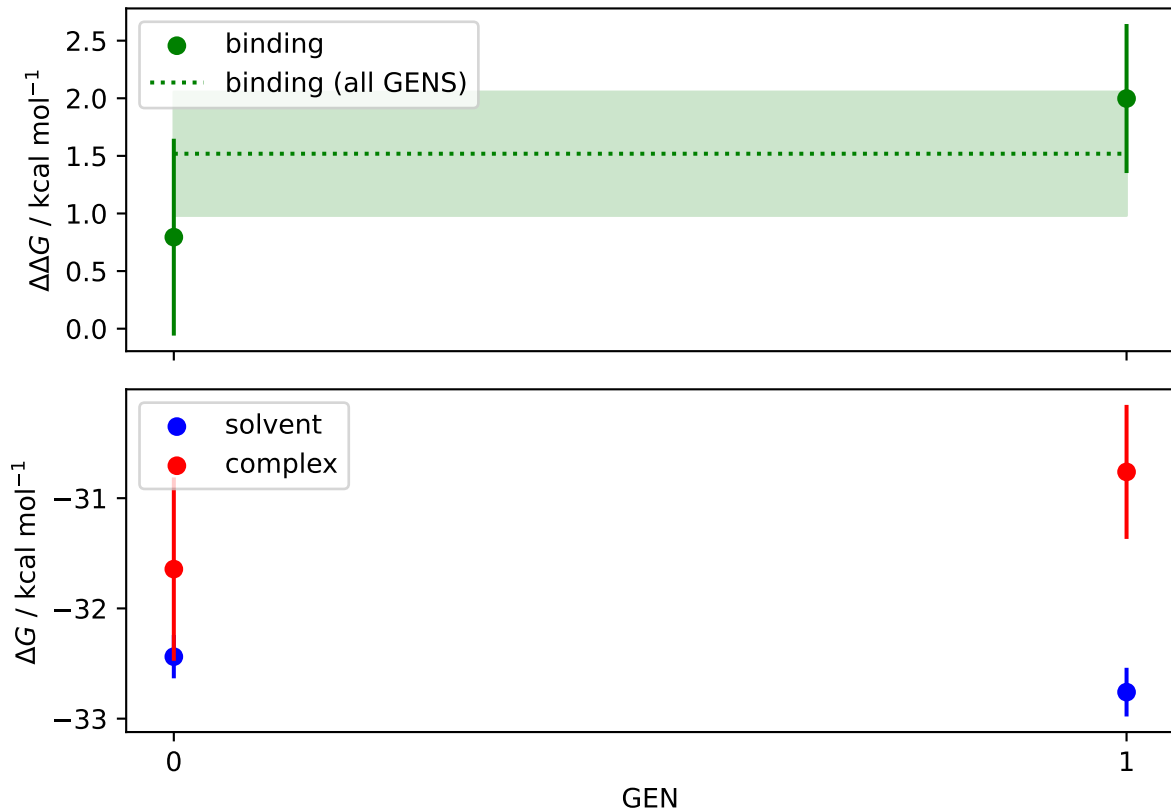 binding
binding (all GENS)
ΔΔG / kcal mol⁻¹
2.5
2.0
1.5
1.0
0.5
0.0
solvent
complex
ΔG / kcal mol⁻¹
−31
−32
−33
0
1
GEN